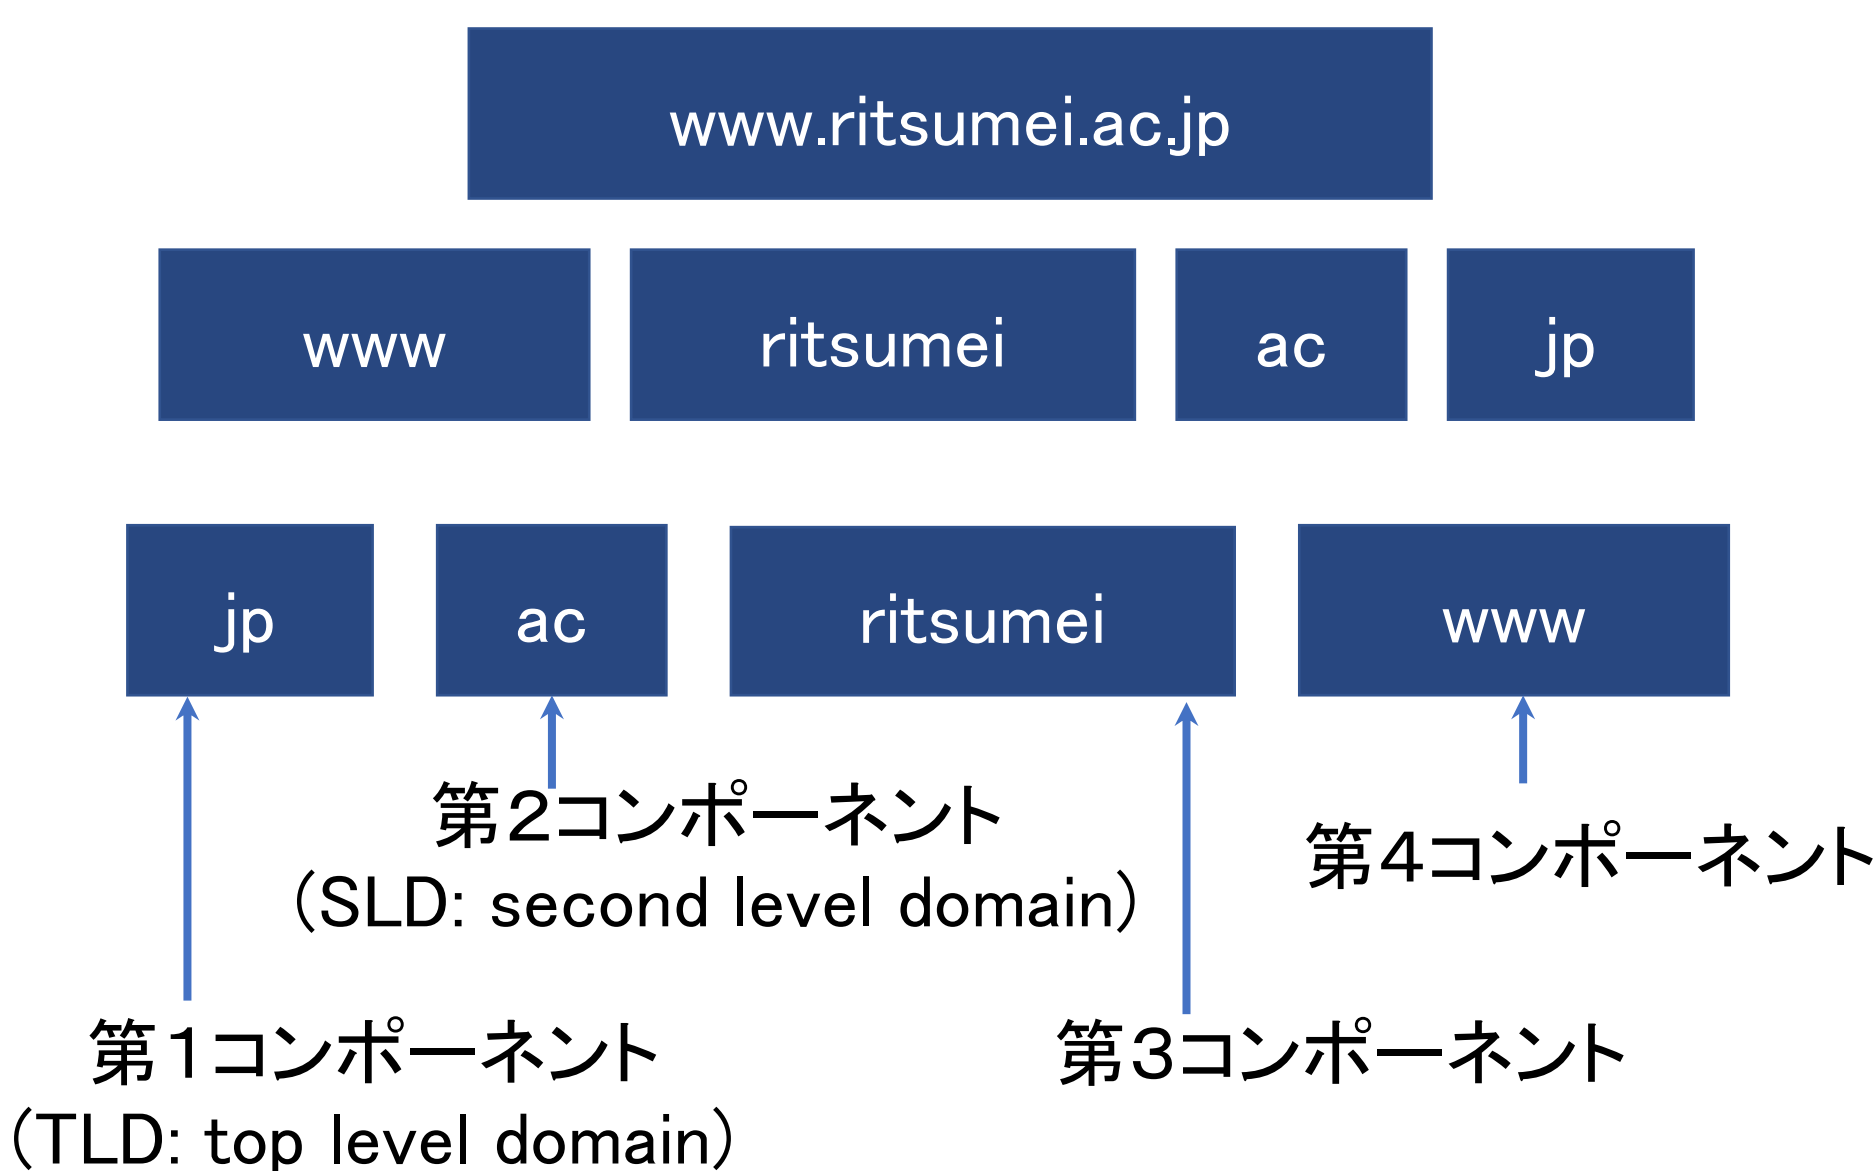 www.ritsumei.ac.jp
www ritsumei ac jp
jp ac ritsumei www
第2コンポーネント
(SLD: second level domain)
第4コンポーネント
第1コンポーネント
(TLD: top level domain)
第3コンポーネント